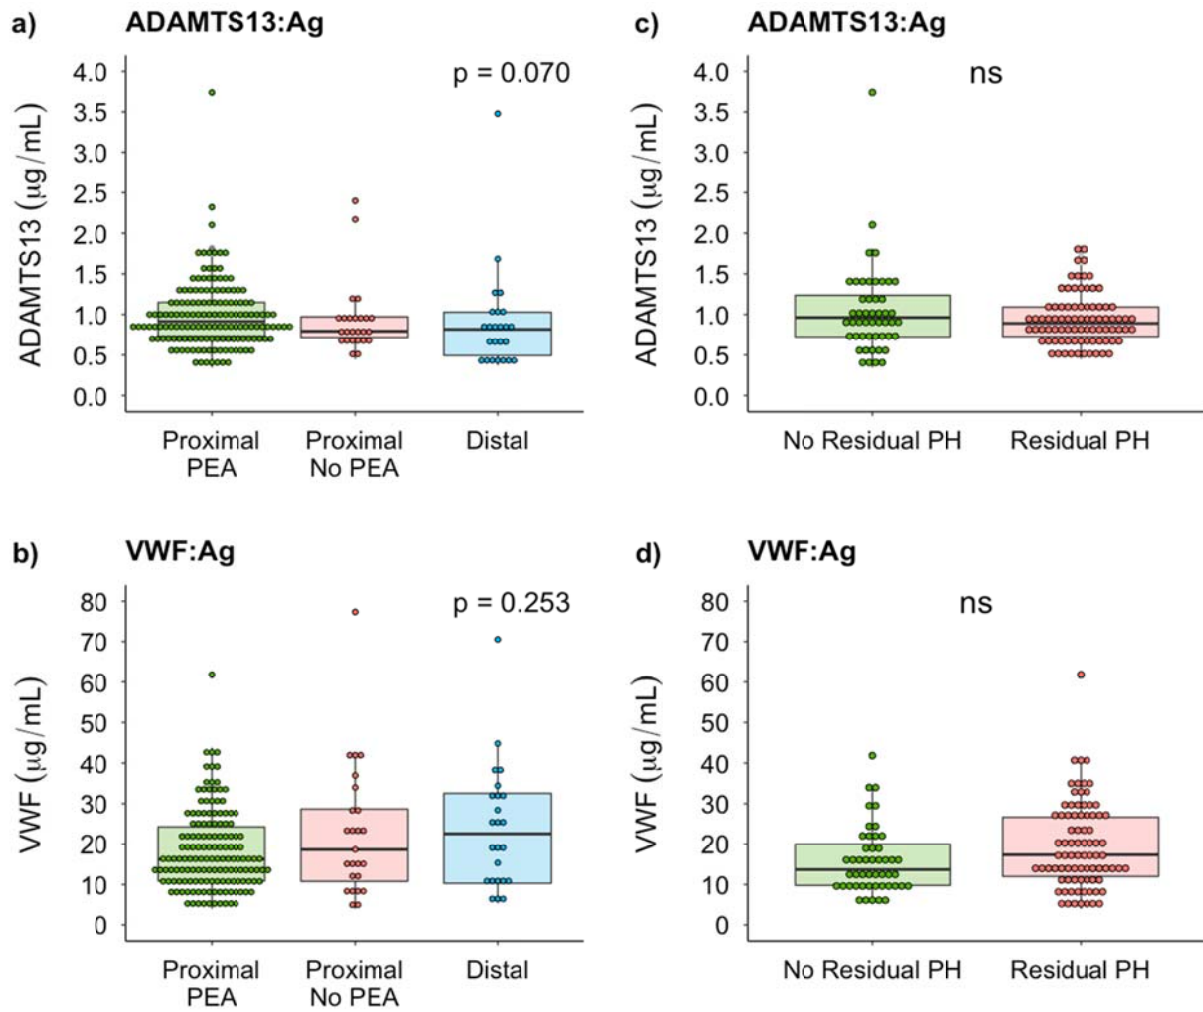 a)
ADAMTS13:Ag
p = 0.070
ADAMTS13 (μg/mL)
4.0
3.5
3.0
2.5
2.0
1.5
1.0
0.5
0.0
Proximal
PEA
Proximal
No PEA
Distal
c)
ADAMTS13:Ag
ns
ADAMTS13 (μg/mL)
4.0
3.5
3.0
2.5
2.0
1.5
1.0
0.5
0.0
No Residual PH
Residual PH
b)
VWF:Ag
p = 0.253
VWF (μg/mL)
80
70
60
50
40
30
20
10
0
Proximal
PEA
Proximal
No PEA
Distal
d)
VWF:Ag
ns
VWF (μg/mL)
80
70
60
50
40
30
20
10
0
No Residual PH
Residual PH